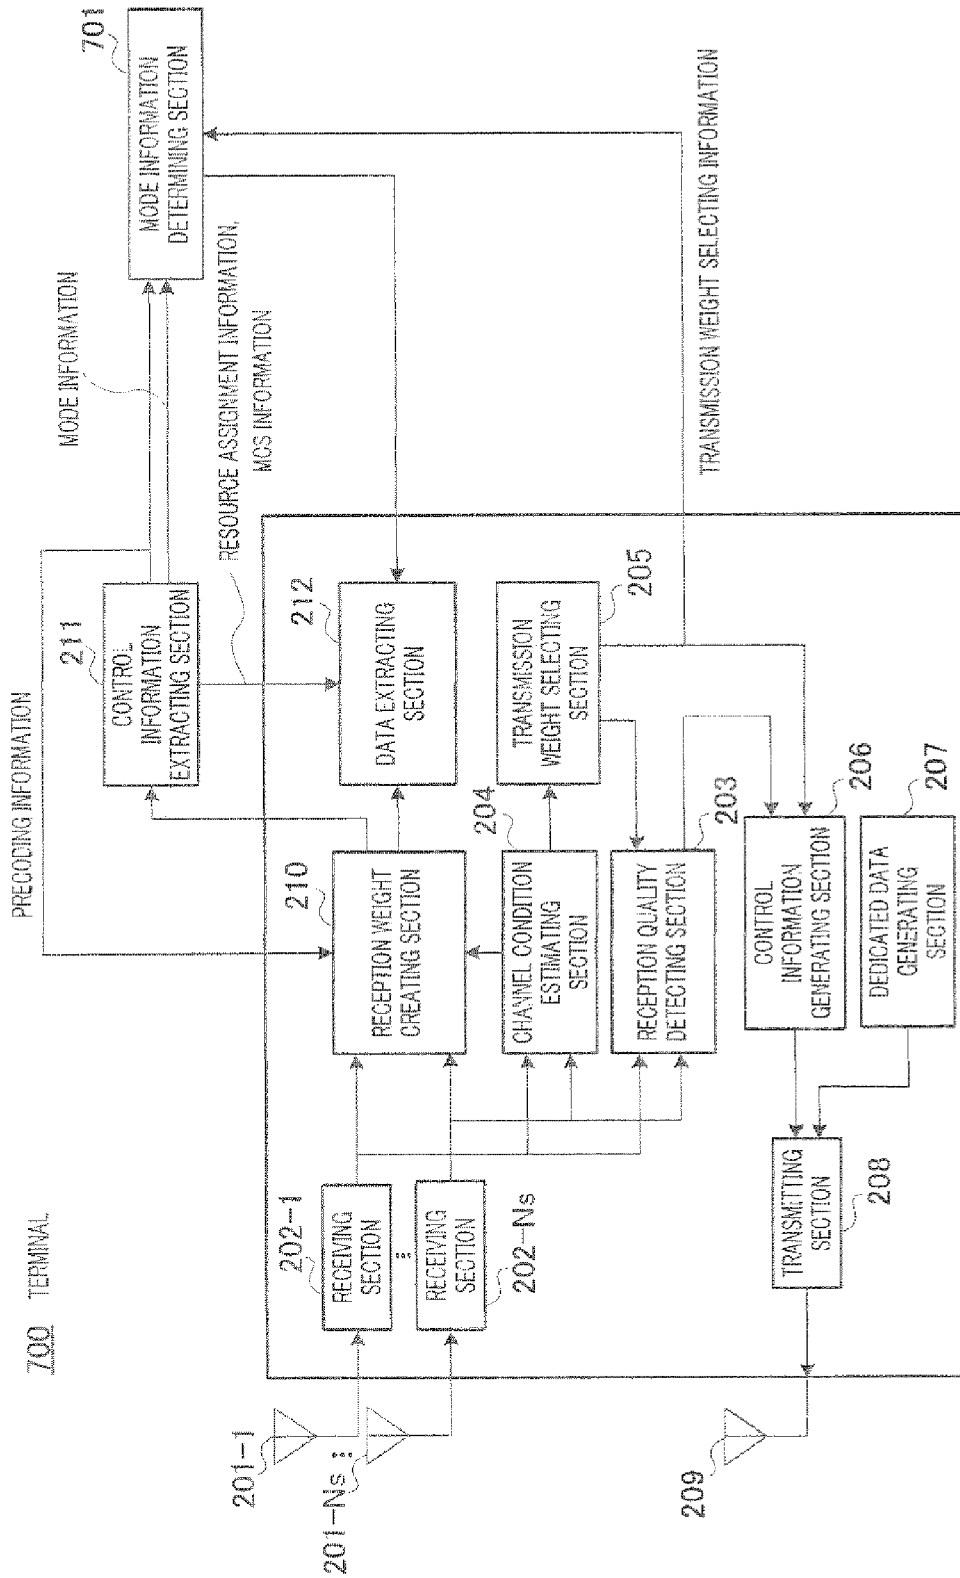 700 TERMINAL
PRECODING INFORMATION
211
CONTROL
INFORMATION
EXTRACTING SECTION
MODE INFORMATION
701
MODE INFORMATION
DETERMINING SECTION
RESOURCE ASSIGNMENT INFORMATION,
MCS INFORMATION
201-1
201-Ns
202-1
RECEIVING
SECTION
RECEIVING
SECTION
202-Ns
210
RECEPTION WEIGHT
CREATING SECTION
212
DATA EXTRACTING
SECTION
204
CHANNEL CONDITION
ESTIMATING
SECTION
TRANSMISSION
WEIGHT SELECTING
SECTION
205
TRANSMISSION WEIGHT SELECTING INFORMATION
RECEPTION QUALITY
DETECTING SECTION
203
CONTROL
INFORMATION
GENERATING SECTION
206
DEDICATED DATA
GENERATING
SECTION
207
TRANSMITTING
SECTION
208
209